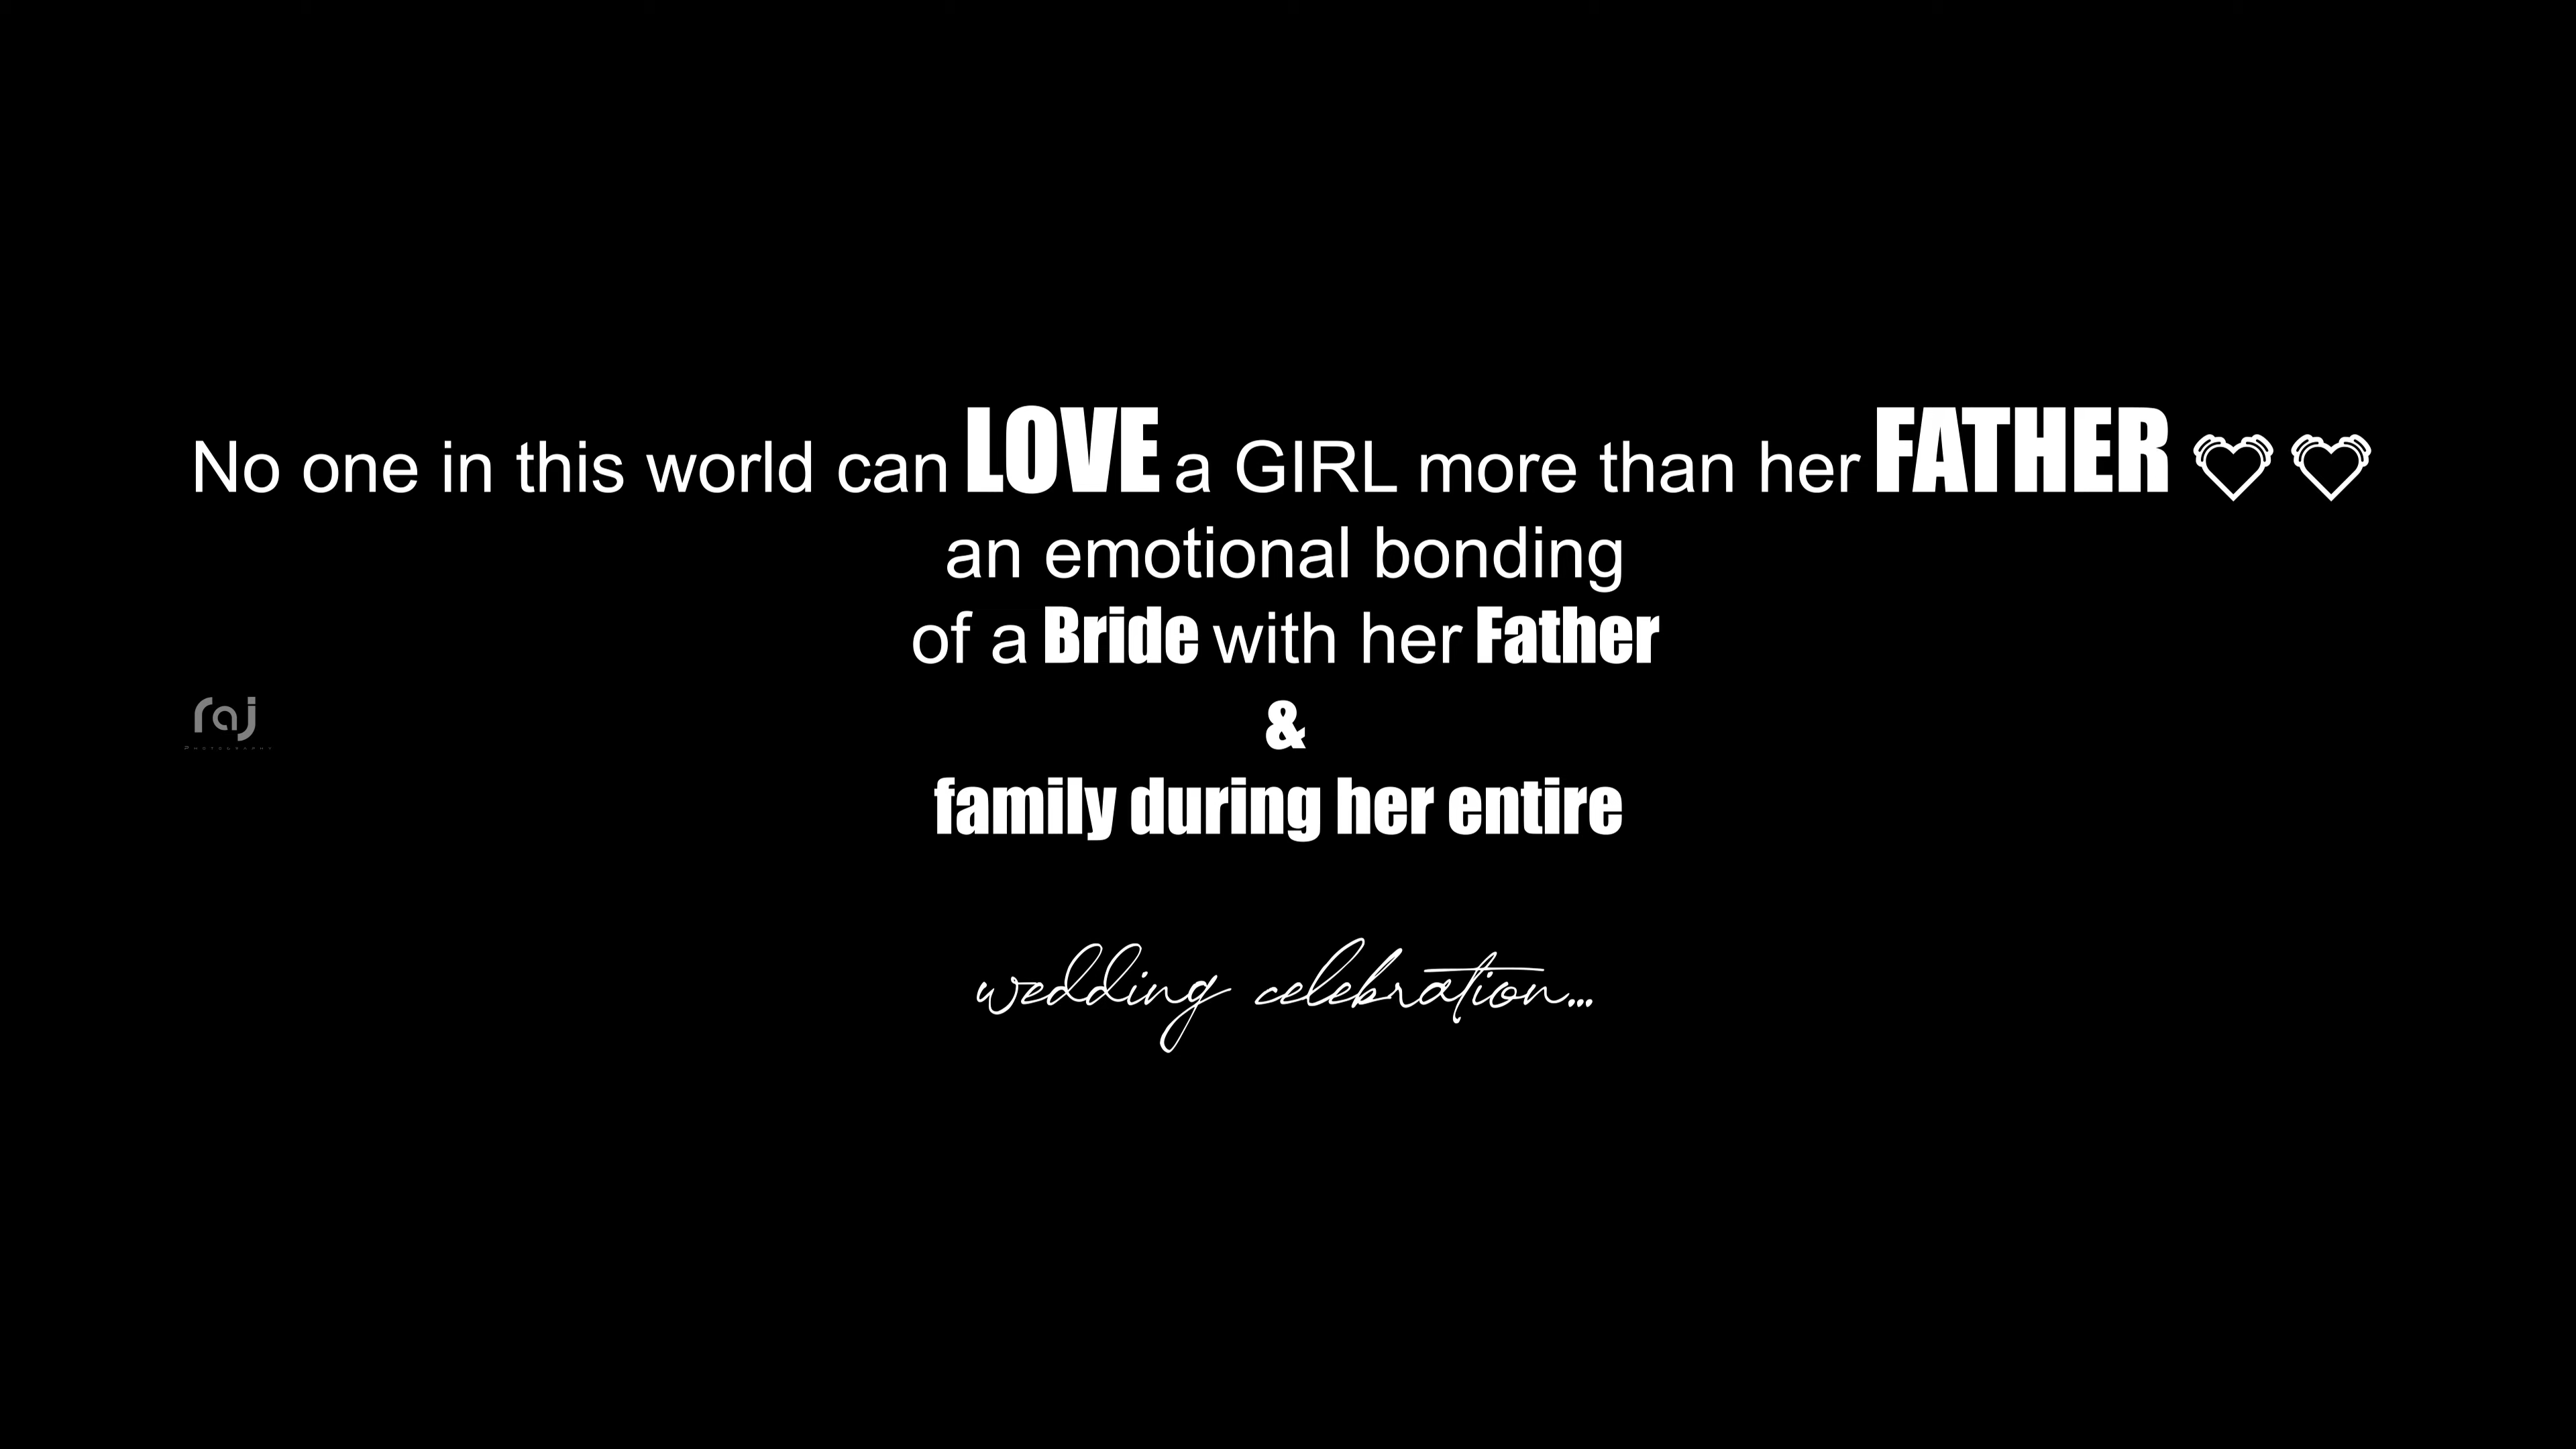 No one in this world can LOVE a GIRL more than her FATHER 💓 💓
an emotional bonding
of a Bride with her Father
&
family during her entire
raj
Photography
wedding celebration...